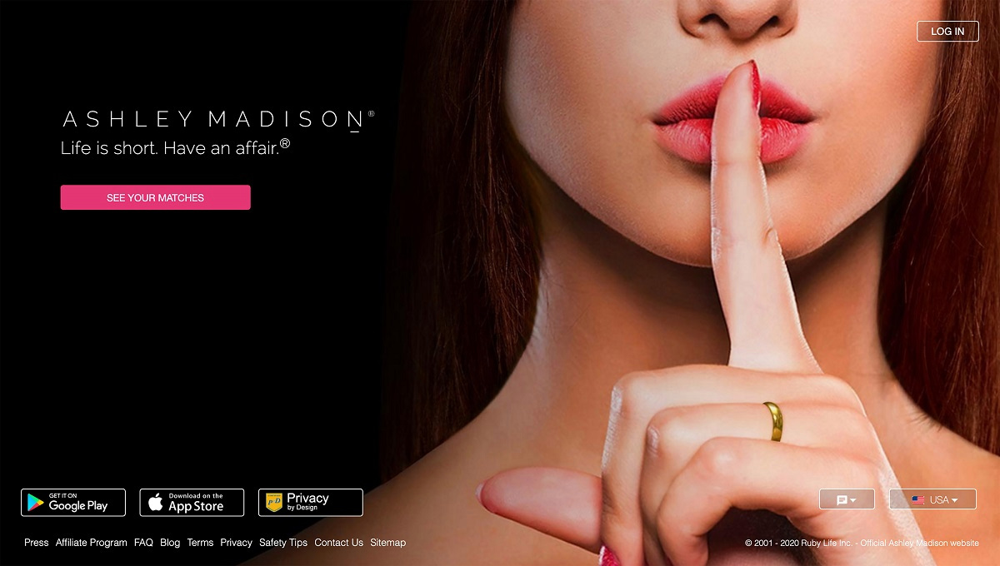 LOG IN
ASHLEY MADISON®
Life is short. Have an affair.®
SEE YOUR MATCHES
GET IT ON
Google Play
Download on the
App Store
PbD
Privacy
by Design
USA
Press Affiliate Program FAQ Blog Terms Privacy Safety Tips Contact Us Sitemap
© 2001 - 2020 Ruby Life Inc. - Official Ashley Madison website